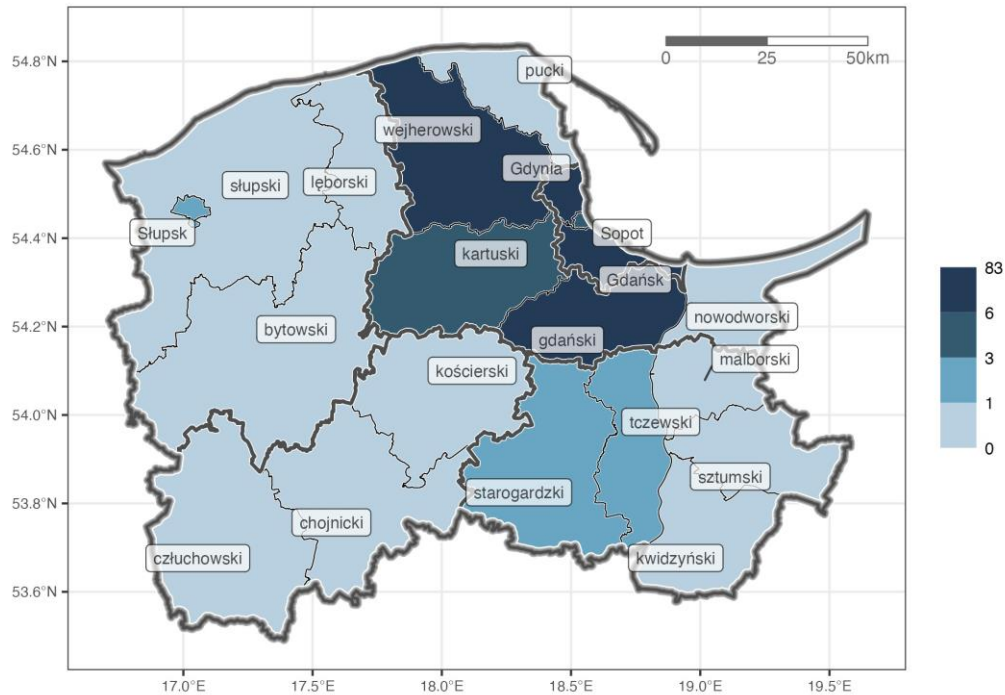 54.8°N
54.6°N
54.4°N
54.2°N
54.0°N
53.8°N
53.6°N
0 25 50km
pucki
wejherowski
Gdynia
słupski
lęborski
Słupsk
Sopot
kartuski
Gdańsk
nowodworski
bytowski
gdański
malborski
kościerski
tczewski
sztumski
starogardzki
chojnicki
człuchowski
kwidzyński
83
6
3
1
0
17.0°E 17.5°E 18.0°E 18.5°E 19.0°E 19.5°E